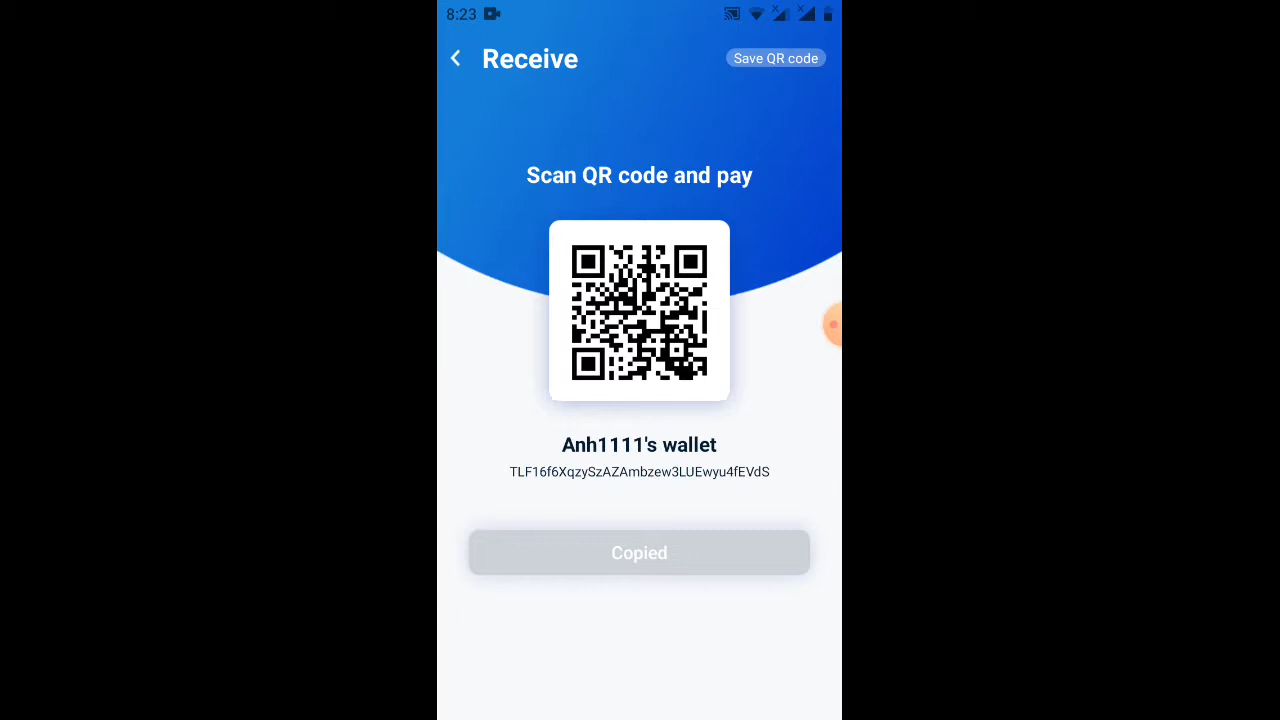 8:23
Receive
Save QR code
Scan QR code and pay
Anh1111's wallet
TLF16f6XqzySzAZAmbzew3LUEwyu4fEVdS
Copied